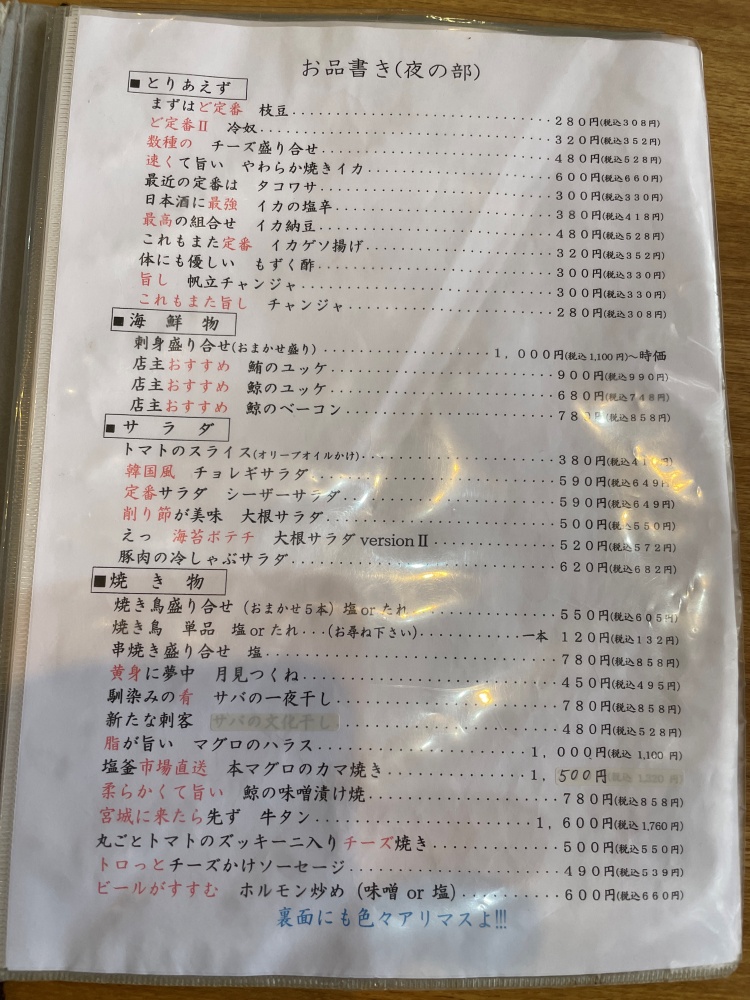 お品書き(夜の部)
■とりあえず
まずはど定番 枝豆 280円(税込308円)
ど定番Ⅱ 冷奴 320円(税込352円)
数種の チーズ盛り合せ 480円(税込528円)
速くて旨い やわらか焼きイカ 600円(税込660円)
最近の定番は タコワサ 300円(税込330円)
日本酒に最強 イカの塩辛 380円(税込418円)
最高の組合せ イカ納豆 480円(税込528円)
これもまた定番 イカゲソ揚げ 320円(税込352円)
体にも優しい もずく酢 300円(税込330円)
旨し 帆立チャンジャ 300円(税込330円)
これもまた旨し チャンジャ 280円(税込308円)
■海鮮物
刺身盛り合せ(おまかせ盛り) 1,000円(税込1,100円)~時価
店主おすすめ 鮪のユッケ 900円(税込990円)
店主おすすめ 鯨のユッケ 680円(税込748円)
店主おすすめ 鯨のベーコン 780円(税込858円)
■サラダ
トマトのスライス(オリーブオイルかけ) 380円(税込418円)
韓国風 チョレギサラダ 590円(税込649円)
定番サラダ シーザーサラダ 590円(税込649円)
削り節が美味 大根サラダ 500円(税込550円)
えっ 海苔ポテチ 大根サラダversionⅡ 520円(税込572円)
豚肉の冷しゃぶサラダ 620円(税込682円)
■焼き物
焼き鳥盛り合せ(おまかせ5本)塩orたれ 550円(税込605円)
焼き鳥 単品 塩orたれ・・・(お尋ね下さい) 一本 120円(税込132円)
串焼き盛り合せ 塩 780円(税込858円)
黄身に夢中 月見つくね 450円(税込495円)
馴染みの肴 サバの一夜干し 780円(税込858円)
新たな刺客 サバの文化干し 480円(税込528円)
脂が旨い マグロのハラス 1,000円(税込 1,100円)
塩釜市場直送 本マグロのカマ焼き 1,500円
柔らかくて旨い 鯨の味噌漬け焼 780円(税込858円)
宮城に来たら先ず 牛タン 1,600円(税込1,760円)
丸ごとトマトのズッキーニ入りチーズ焼き 500円(税込550円)
トロっとチーズかけソーセージ 490円(税込539円)
ビールがすすむ ホルモン炒め(味噌 or 塩) 600円(税込660円)
裏面にも色々アリマスよ!!!